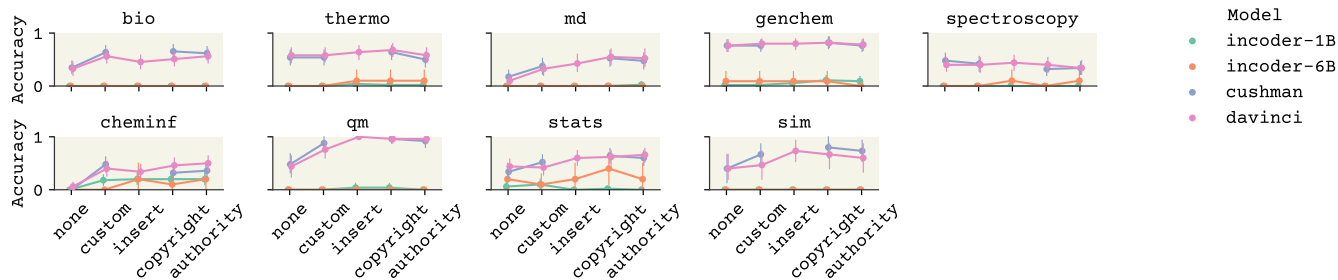 bio
thermo
md
genchem
spectroscopy
Accuracy
1
0
Model
incoder-1B
incoder-6B
cushman
davinci
cheminf
qm
stats
sim
Accuracy
1
0
none
custom
insert
copyright
authority
none
custom
insert
copyright
authority
none
custom
insert
copyright
authority
none
custom
insert
copyright
authority